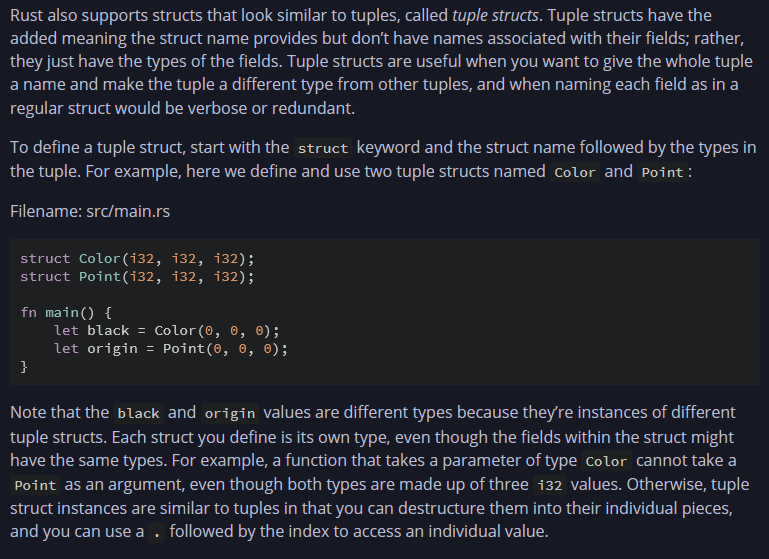 Rust also supports structs that look similar to tuples, called tuple structs. Tuple structs have the
added meaning the struct name provides but don’t have names associated with their fields; rather,
they just have the types of the fields. Tuple structs are useful when you want to give the whole tuple
a name and make the tuple a different type from other tuples, and when naming each field as in a
regular struct would be verbose or redundant.
To define a tuple struct, start with the struct keyword and the struct name followed by the types in
the tuple. For example, here we define and use two tuple structs named Color and Point:
Filename: src/main.rs
struct Color(i32, i32, i32);
struct Point(i32, i32, i32);
fn main() {
    let black = Color(0, 0, 0);
    let origin = Point(0, 0, 0);
}
Note that the black and origin values are different types because they’re instances of different
tuple structs. Each struct you define is its own type, even though the fields within the struct might
have the same types. For example, a function that takes a parameter of type Color cannot take a
Point as an argument, even though both types are made up of three i32 values. Otherwise, tuple
struct instances are similar to tuples in that you can destructure them into their individual pieces,
and you can use a . followed by the index to access an individual value.